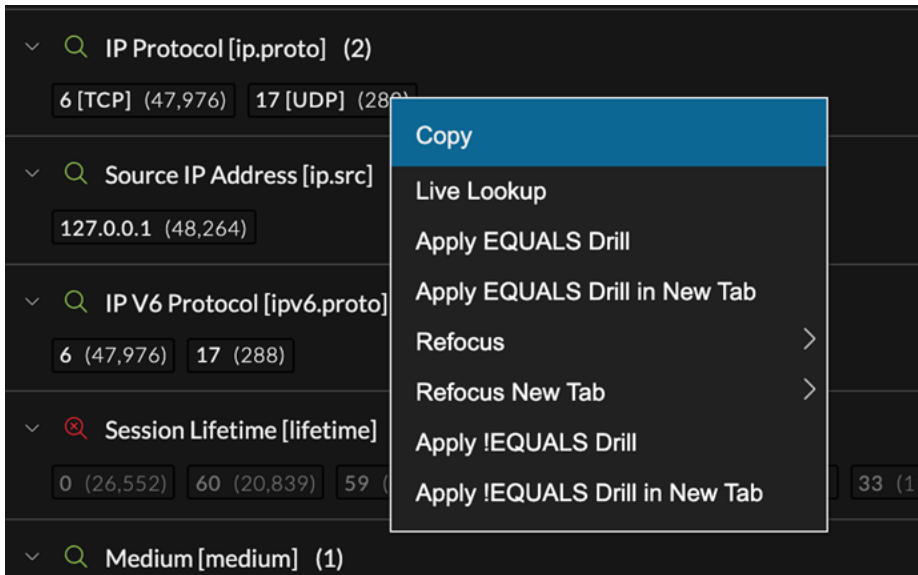 IP Protocol [ip.proto] (2)
6 [TCP] (47,976) 17 [UDP]
Source IP Address [ip.src]
127.0.0.1 (48,264)
IP V6 Protocol [ipv6.proto]
6 (47,976) 17 (288)
Session Lifetime [lifetime]
0 (26,552) 60 (20,839) 59 33
Medium [medium] (1)
Copy
Live Lookup
Apply EQUALS Drill
Apply EQUALS Drill in New Tab
Refocus
Refocus New Tab
Apply !EQUALS Drill
Apply !EQUALS Drill in New Tab